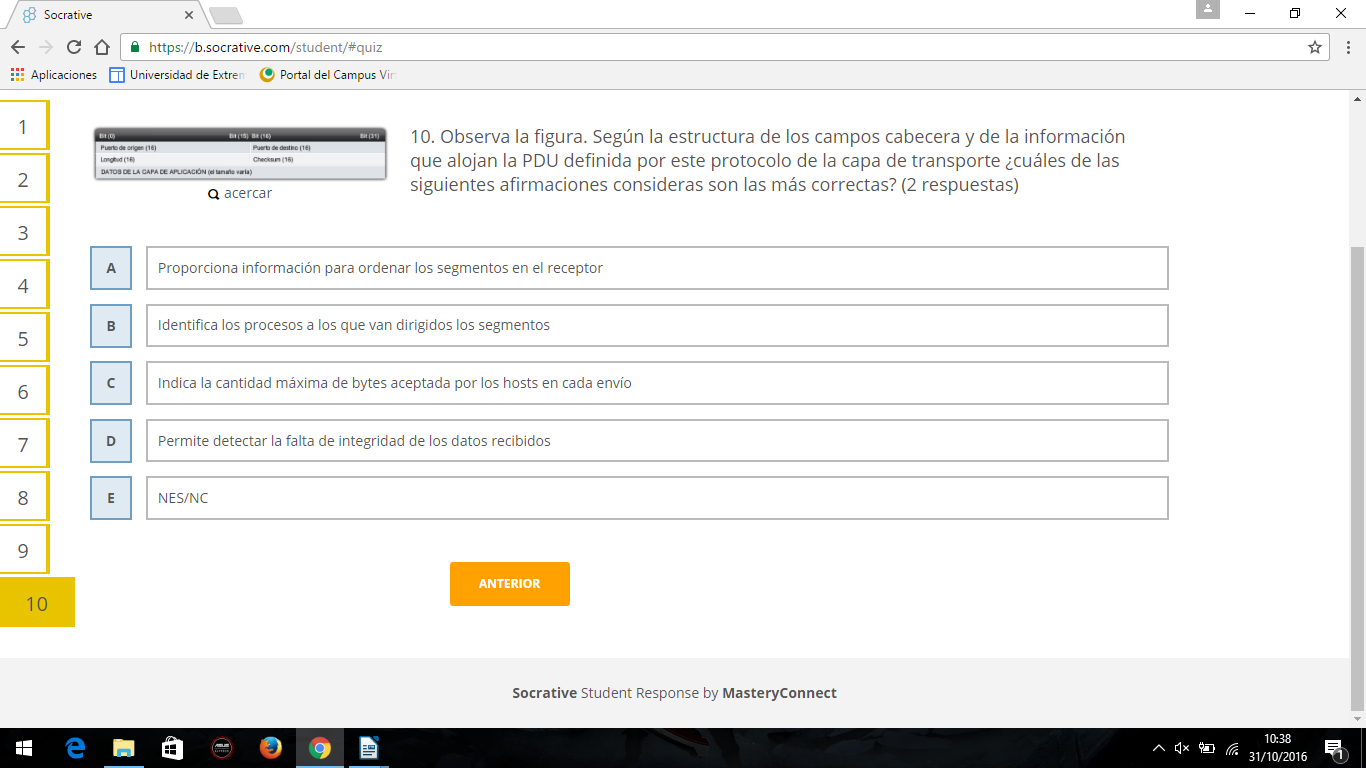 Socrative
https://b.socrative.com/student/#quiz
Aplicaciones
Universidad de Extrem
Portal del Campus Vir
1
2
3
4
5
6
7
8
9
10
Bit (0) Bit (15) Bit (16) Bit (31)
Puerto de origen (16) Puerto de destino (16)
Longitud (16) Checksum (16)
DATOS DE LA CAPA DE APLICACIÓN (el tamaño varía)
acercar
10. Observa la figura. Según la estructura de los campos cabecera y de la información
que alojan la PDU definida por este protocolo de la capa de transporte ¿cuáles de las
siguientes afirmaciones consideras son las más correctas? (2 respuestas)
A Proporciona información para ordenar los segmentos en el receptor
B Identifica los procesos a los que van dirigidos los segmentos
C Indica la cantidad máxima de bytes aceptada por los hosts en cada envío
D Permite detectar la falta de integridad de los datos recibidos
E NES/NC
ANTERIOR
Socrative Student Response by MasteryConnect
10:38
31/10/2016
1